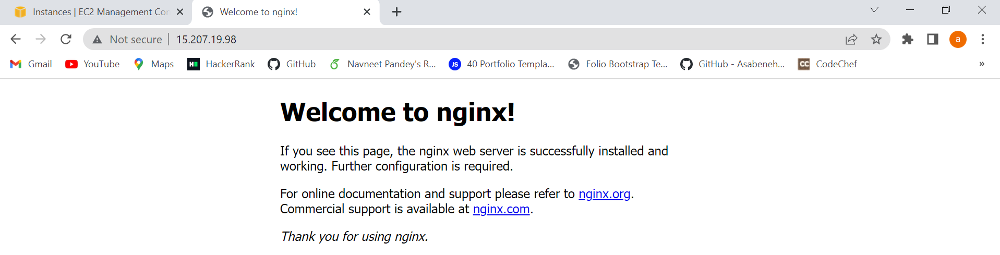 Instances | EC2 Management Con
Welcome to nginx!
Not secure | 15.207.19.98
a
Gmail
YouTube
Maps
HackerRank
GitHub
Navneet Pandey's R...
JS
40 Portfolio Templa...
Folio Bootstrap Te...
GitHub - Asabeneh...
CC
CodeChef
»
Welcome to nginx!
If you see this page, the nginx web server is successfully installed and
working. Further configuration is required.
For online documentation and support please refer to nginx.org.
Commercial support is available at nginx.com.
Thank you for using nginx.